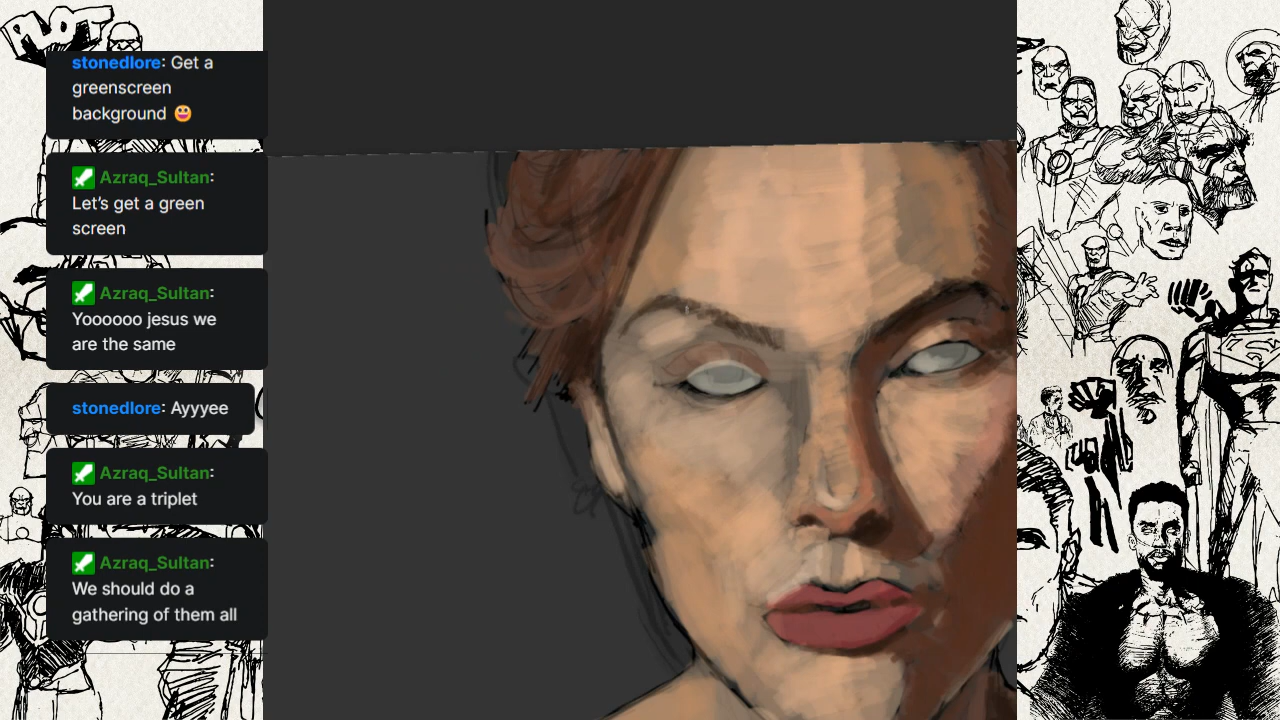 PLOT
stonedlore: Get a
greenscreen
background 😀
Azraq_Sultan:
Let's get a green
screen
Azraq_Sultan:
Yoooooo jesus we
are the same
stonedlore: Ayyyee
Azraq_Sultan:
You are a triplet
Azraq_Sultan:
We should do a
gathering of them all